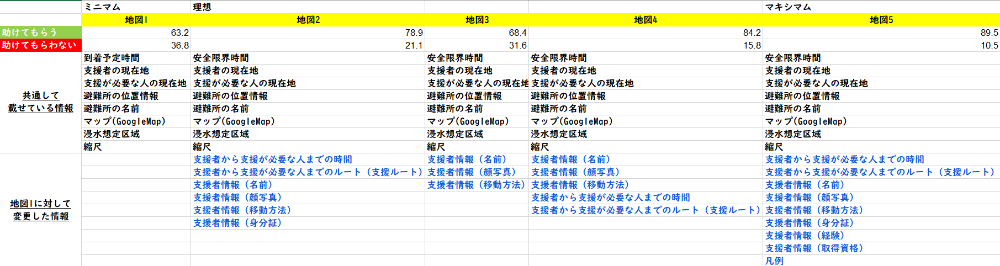 ミニマム 理想 マキシマム
地図1 地図2 地図3 地図4 地図5
助けてもらう 63.2 78.9 68.4 84.2 89.5
助けてもらわない 36.8 21.1 31.6 15.8 10.5
到着予定時間 安全限界時間 安全限界時間 安全限界時間 安全限界時間
支援者の現在地 支援者の現在地 支援者の現在地 支援者の現在地 支援者の現在地
支援が必要な人の現在地 支援が必要な人の現在地 支援が必要な人の現在地 支援が必要な人の現在地 支援が必要な人の現在地
共通して 避難所の位置情報 避難所の位置情報 避難所の位置情報 避難所の位置情報 避難所の位置情報
載せている情報 避難所の名前 避難所の名前 避難所の名前 避難所の名前 避難所の名前
マップ(GoogleMap) マップ(GoogleMap) マップ(GoogleMap) マップ(GoogleMap) マップ(GoogleMap)
浸水想定区域 浸水想定区域 浸水想定区域 浸水想定区域 浸水想定区域
縮尺 縮尺 縮尺 縮尺 縮尺
支援者から支援が必要な人までの時間 支援者情報（名前） 支援者情報（名前） 支援者から支援が必要な人までの時間
支援者から支援が必要な人までのルート（支援ルート） 支援者情報（顔写真） 支援者情報（顔写真） 支援者から支援が必要な人までのルート（支援ルート）
支援者情報（名前） 支援者情報（移動方法） 支援者情報（移動方法） 支援者情報（名前）
地図1に対して 支援者情報（顔写真） 支援者から支援が必要な人までの時間 支援者情報（顔写真）
変更した情報 支援者情報（移動方法） 支援者から支援が必要な人までのルート（支援ルート） 支援者情報（移動方法）
支援者情報（身分証） 支援者情報（身分証）
支援者情報（経験）
支援者情報（取得資格）
凡例